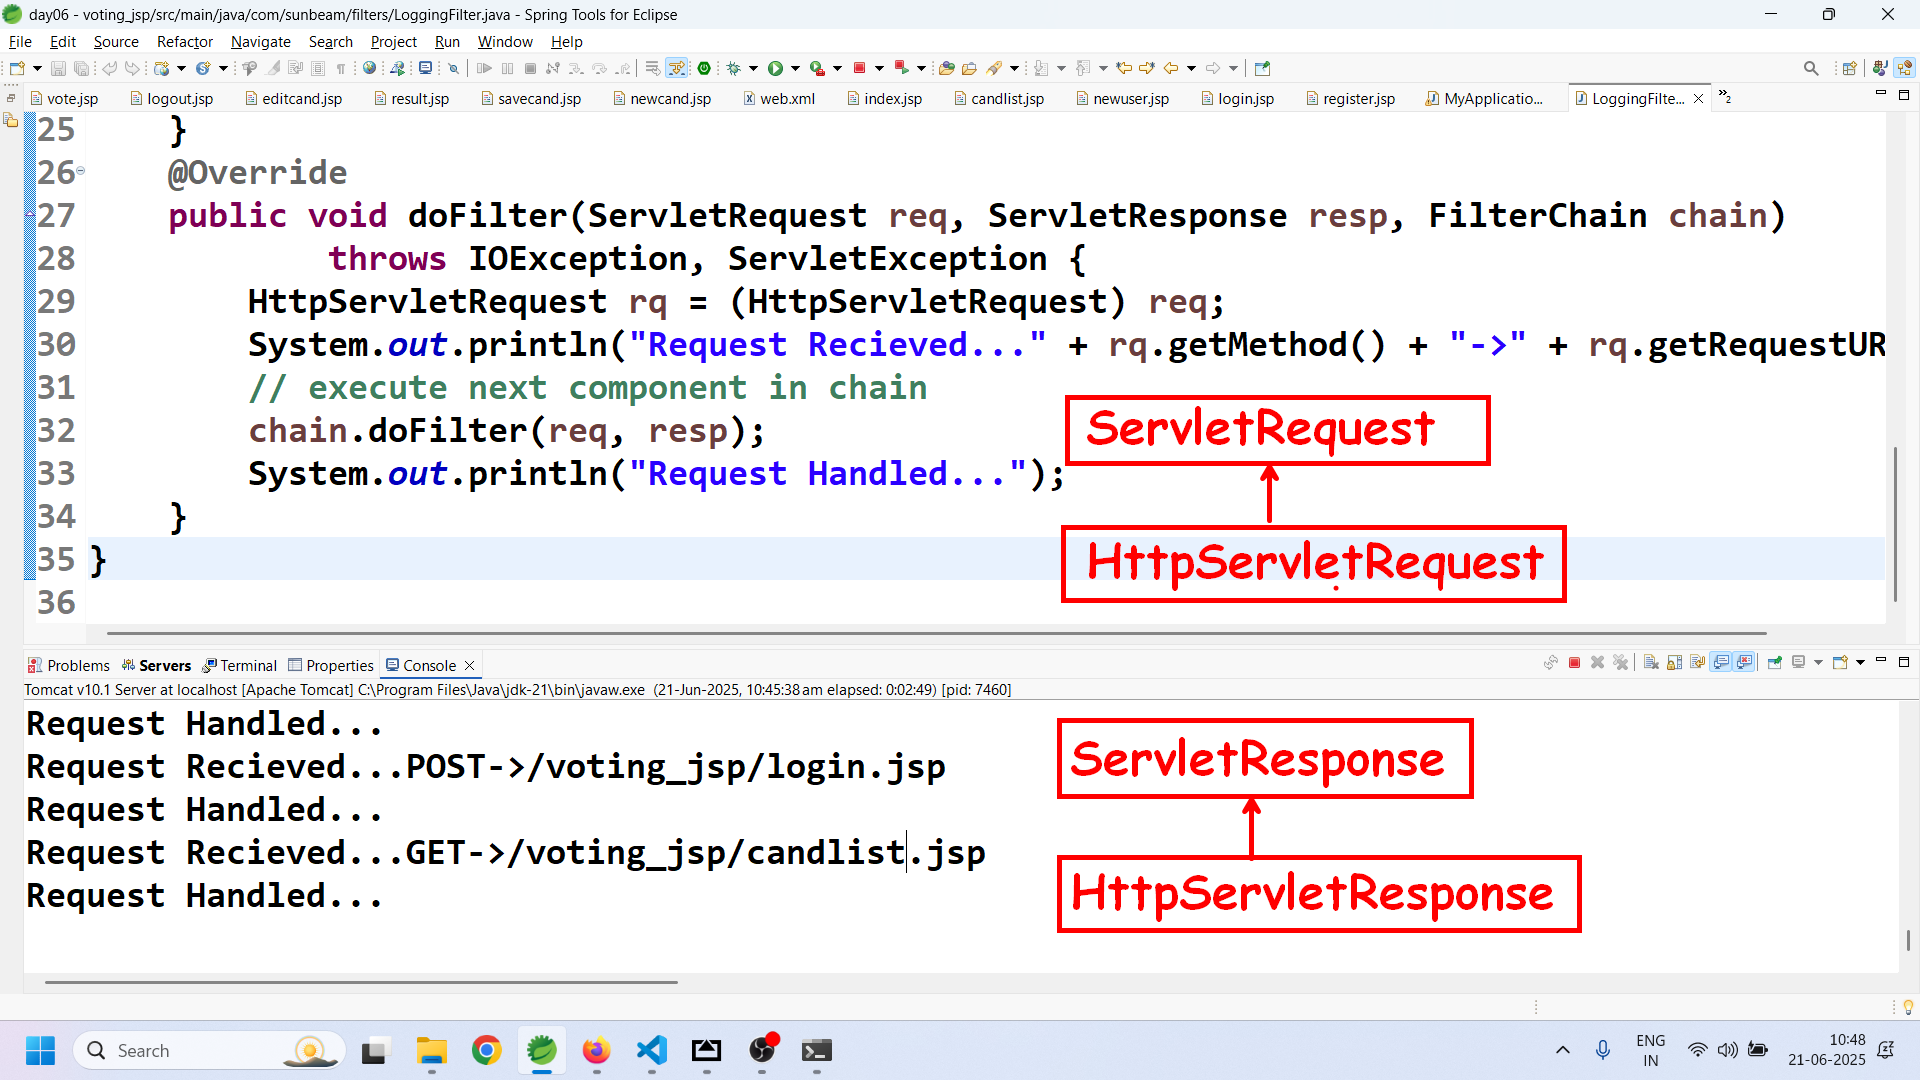 day06 - voting_jsp/src/main/java/com/sunbeam/filters/LoggingFilter.java - Spring Tools for Eclipse
File Edit Source Refactor Navigate Search Project Run Window Help
vote.jsp logout.jsp editcand.jsp result.jsp savecand.jsp newcand.jsp web.xml index.jsp candlist.jsp newuser.jsp login.jsp register.jsp MyApplicatio... LoggingFilte... »2
25 }
26 @Override
27 public void doFilter(ServletRequest req, ServletResponse resp, FilterChain chain)
28 throws IOException, ServletException {
29 HttpServletRequest rq = (HttpServletRequest) req;
30 System.out.println("Request Recieved..." + rq.getMethod() + "->" + rq.getRequestUR
31 // execute next component in chain
32 chain.doFilter(req, resp);
33 System.out.println("Request Handled...");
34 }
35 }
36
ServletRequest
HttpServletRequest
Problems Servers Terminal Properties Console
Tomcat v10.1 Server at localhost [Apache Tomcat] C:\Program Files\Java\jdk-21\bin\javaw.exe (21-Jun-2025, 10:45:38 am elapsed: 0:02:49) [pid: 7460]
Request Handled...
Request Recieved...POST->/voting_jsp/login.jsp
Request Handled...
Request Recieved...GET->/voting_jsp/candlist.jsp
Request Handled...
ServletResponse
HttpServletResponse
Search
ENG
IN
10:48
21-06-2025